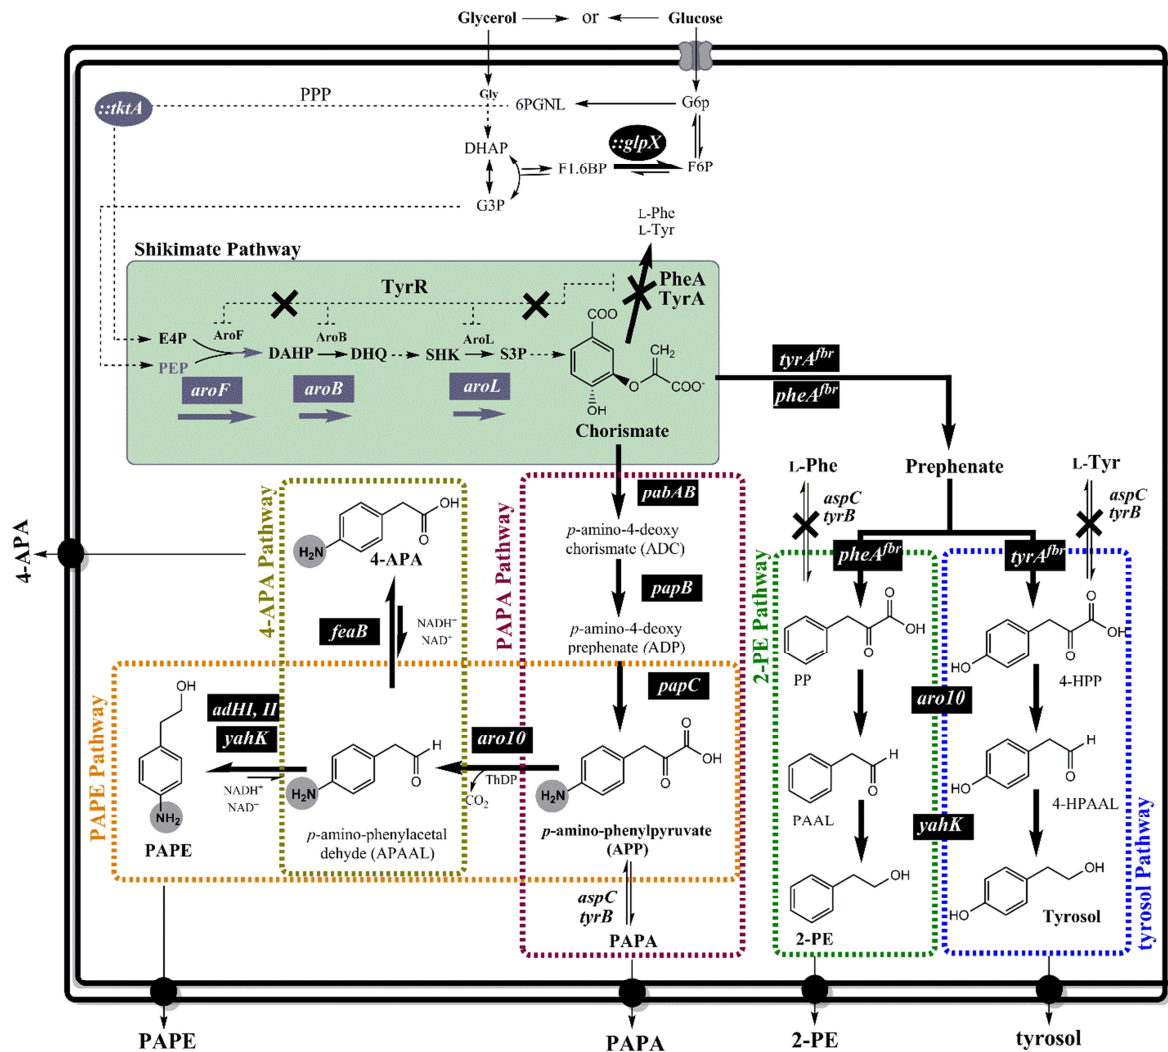 Glycerol
or
Glucose
::tktA
PPP
Gly
6PGNL
G6p
DHAP
::glpX
F1.6BP
F6P
G3P
L-Phe
L-Tyr
Shikimate Pathway
TyrR
PheA
TyrA
COO
E4P
AroF
AroB
AroL
PEP
DAHP
DHQ
SHK
S3P
CH2
O
COO-
OH
aroF
aroB
aroL
Chorismate
tyrAfbr
pheAfbr
L-Phe
Prephenate
L-Tyr
aspC
tyrB
aspC
tyrB
4-APA
4-APA Pathway
O
OH
H2N
4-APA
feaB
NADH−
NAD+
PAPA Pathway
pabAB
p-amino-4-deoxy
chorismate (ADC)
papB
p-amino-4-deoxy
prephenate (ADP)
papC
2-PE Pathway
pheAfbr
tyrAfbr
O
OH
O
PP
O
OH
O
HO
4-HPP
aro10
PAPE Pathway
OH
adHI, II
yahK
NADH+
NAD−
NH2
PAPE
H
O
H2N
p-amino-phenylacetal
dehyde (APAAL)
aro10
ThDP
CO2
O
OH
O
H2N
p-amino-phenylpyruvate
(APP)
aspC
tyrB
PAPA
H
O
PAAL
H
O
HO
4-HPAAL
yahK
OH
2-PE
OH
HO
Tyrosol
tyrosol Pathway
PAPE
PAPA
2-PE
tyrosol